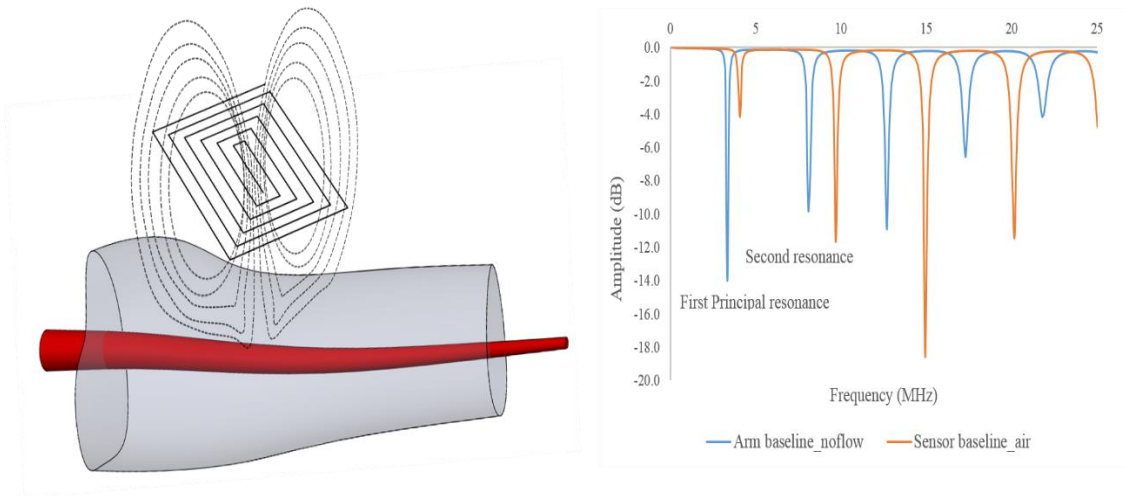 0 5 10 15 20 25
0.0
-2.0
-4.0
-6.0
-8.0
-10.0
-12.0
-14.0
-16.0
-18.0
-20.0
Amplitude (dB)
Second resonance
First Principal resonance
Frequency (MHz)
Arm baseline_noflow Sensor baseline_air